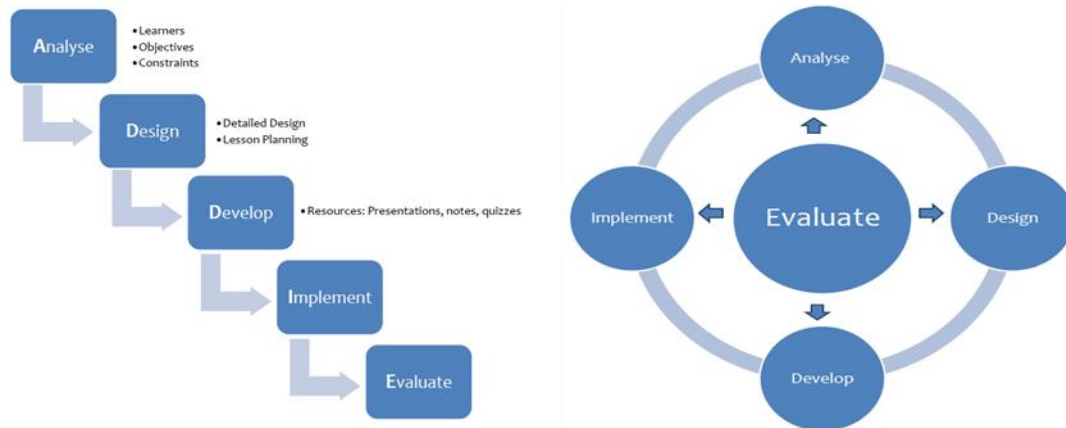 Analyse
•Learners
•Objectives
•Constraints
Design
•Detailed Design
•Lesson Planning
Develop
•Resources: Presentations, notes, quizzes
Implement
Evaluate
Analyse
Implement
Evaluate
Design
Develop